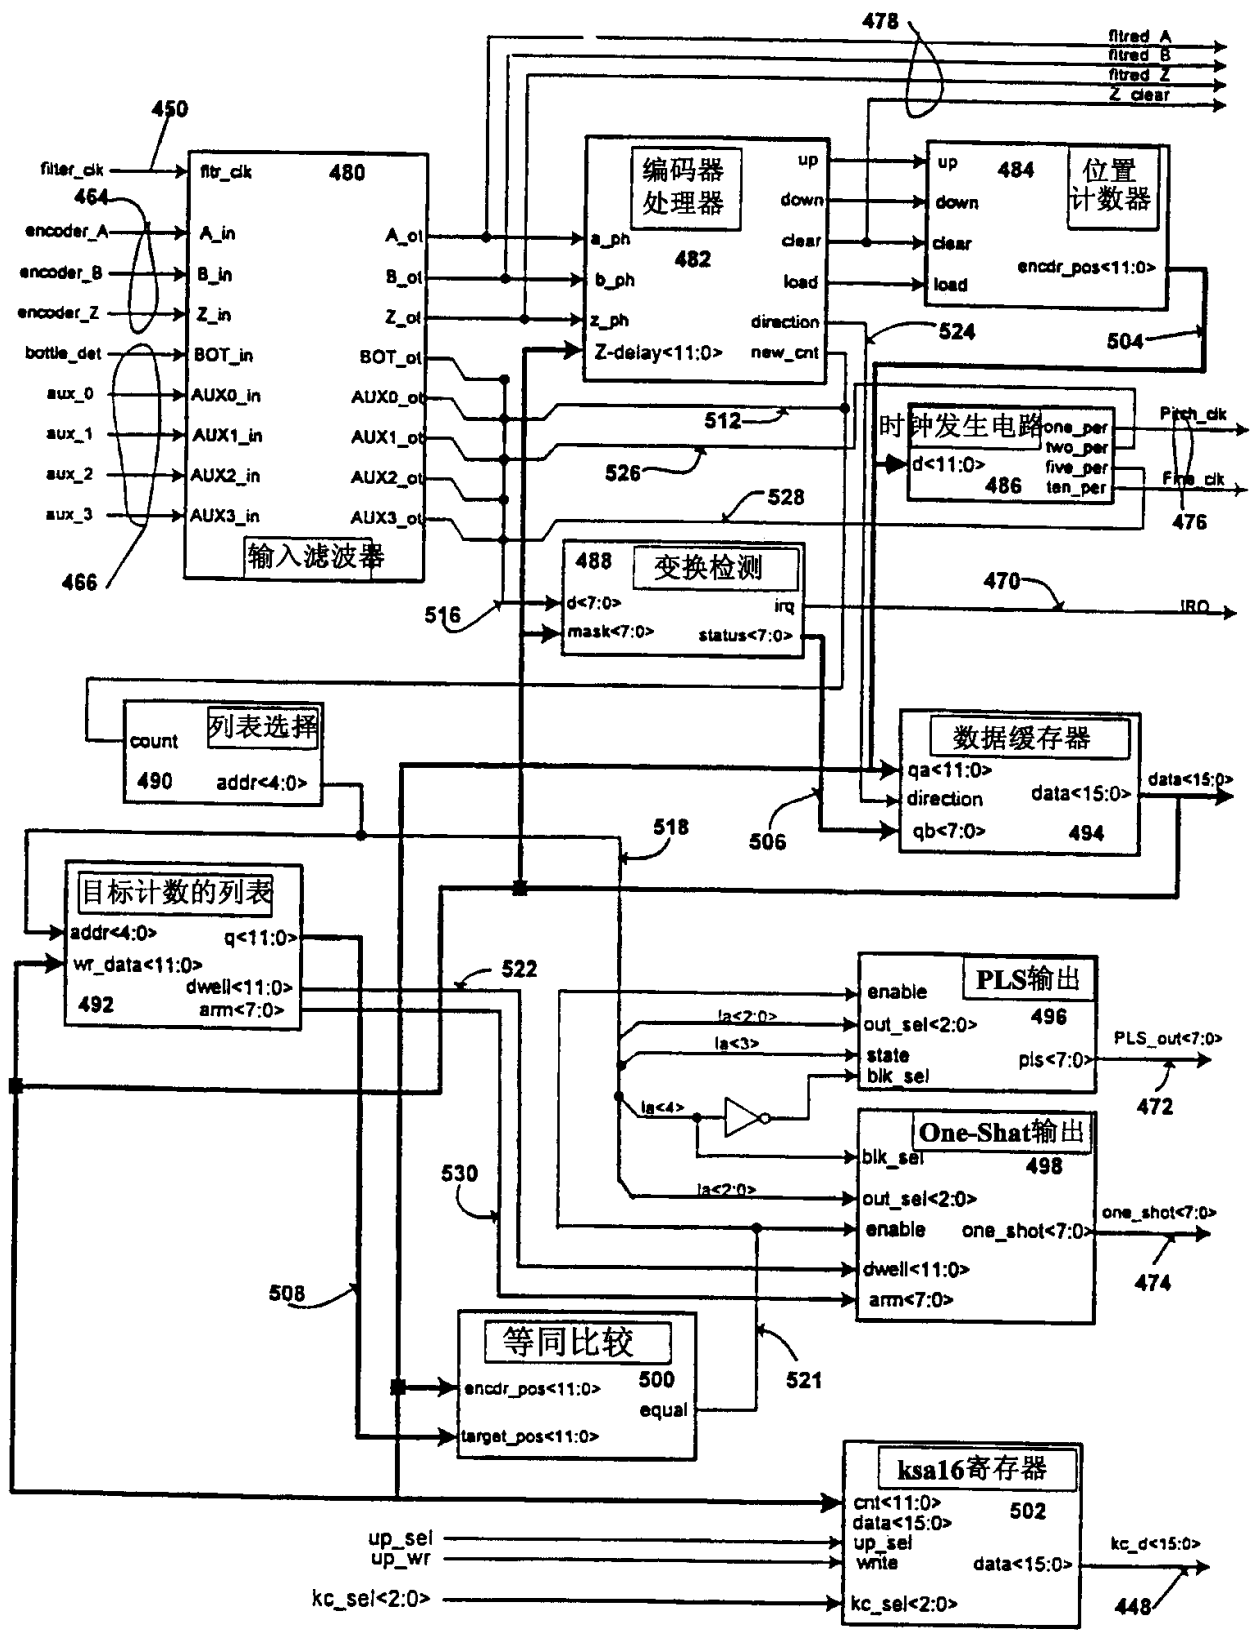 478
fltred_A
fltred_B
fltred_Z
Z_clear
450
filter_clk
fltr_clk
480
464
encoder_A
A_in
A_ot
encoder_B
B_in
B_ot
encoder_Z
Z_in
Z_ot
bottle_det
BOT_in
BOT_ot
aux_0
AUX0_in
AUX0_ot
aux_1
AUX1_in
AUX1_ot
aux_2
AUX2_in
AUX2_ot
aux_3
AUX3_in
AUX3_ot
466
输入滤波器
编码器
处理器
482
up
down
clear
load
a_ph
b_ph
z_ph
direction
Z-delay<11:0>
new_cnt
484
位置
计数器
up
down
clear
encdr_pos<11:0>
load
524
504
512
526
528
时钟发生电路
one_per
two_per
five_per
ten_per
d<11:0>
486
Pitch_clk
Fine_clk
476
488
变换检测
d<7:0>
irq
mask<7:0>
status<7:0>
516
470
IRQ
列表选择
count
490
addr<4:0>
数据缓存器
qa<11:0>
direction
data<15:0>
qb<7:0>
494
data<15:0>
506
518
目标计数的列表
addr<4:0>
q<11:0>
wr_data<11:0>
dwell<11:0>
492
arm<7:0>
522
PLS输出
enable
496
la<2:0>
out_sel<2:0>
la<3>
state
pls<7:0>
blk_sel
PLS_out<7:0>
472
la<4>
One-Shat输出
blk_sel
498
la<2:0>
out_sel<2:0>
enable
one_shot<7:0>
dwell<11:0>
arm<7:0>
one_shot<7:0>
474
530
508
521
等同比较
500
encdr_pos<11:0>
equal
target_pos<11:0>
ksa16寄存器
cnt<11:0>
502
data<15:0>
up_sel
up_sel
up_wr
write
data<15:0>
kc_sel<2:0>
kc_sel<2:0>
kc_d<15:0>
448